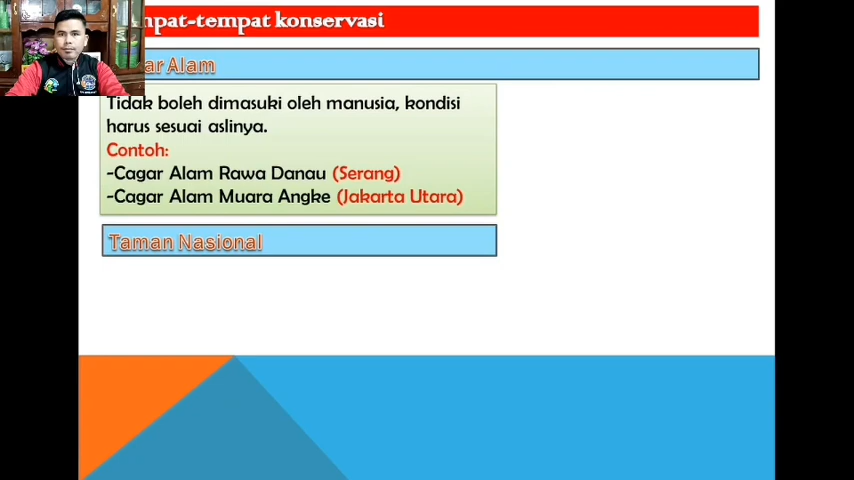 mpat-tempat konservasi
ar Alam
Tidak boleh dimasuki oleh manusia, kondisi
harus sesuai aslinya.
Contoh:
-Cagar Alam Rawa Danau (Serang)
-Cagar Alam Muara Angke (Jakarta Utara)
Taman Nasional